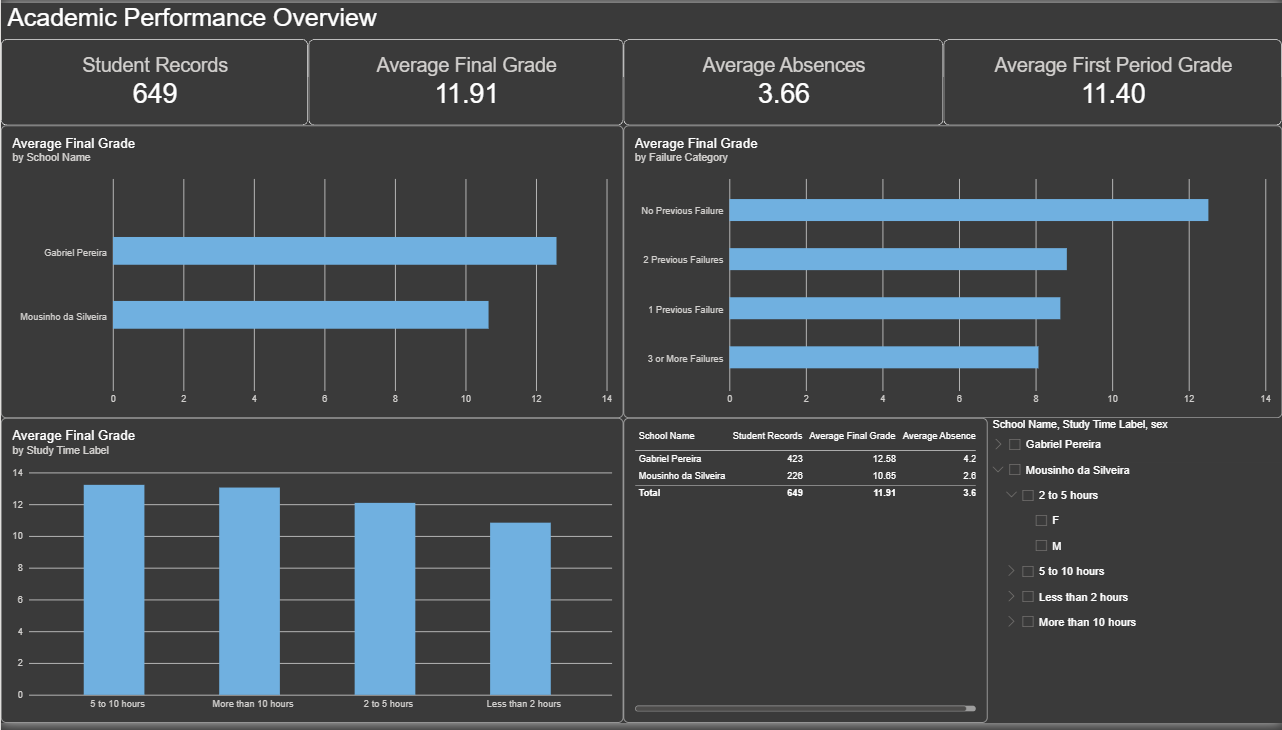 Academic Performance Overview
Student Records
649
Average Final Grade
11.91
Average Absences
3.66
Average First Period Grade
11.40
Average Final Grade
by School Name
Gabriel Pereira
Mousinho da Silveira
0 2 4 6 8 10 12 14
Average Final Grade
by Failure Category
No Previous Failure
2 Previous Failures
1 Previous Failure
3 or More Failures
0 2 4 6 8 10 12 14
Average Final Grade
by Study Time Label
14
12
10
8
6
4
2
0
5 to 10 hours More than 10 hours 2 to 5 hours Less than 2 hours
School Name Student Records Average Final Grade Average Absence
Gabriel Pereira 423 12.58 4.2
Mousinho da Silveira 226 10.65 2.6
Total 649 11.91 3.6
School Name, Study Time Label, sex
Gabriel Pereira
Mousinho da Silveira
2 to 5 hours
F
M
5 to 10 hours
Less than 2 hours
More than 10 hours